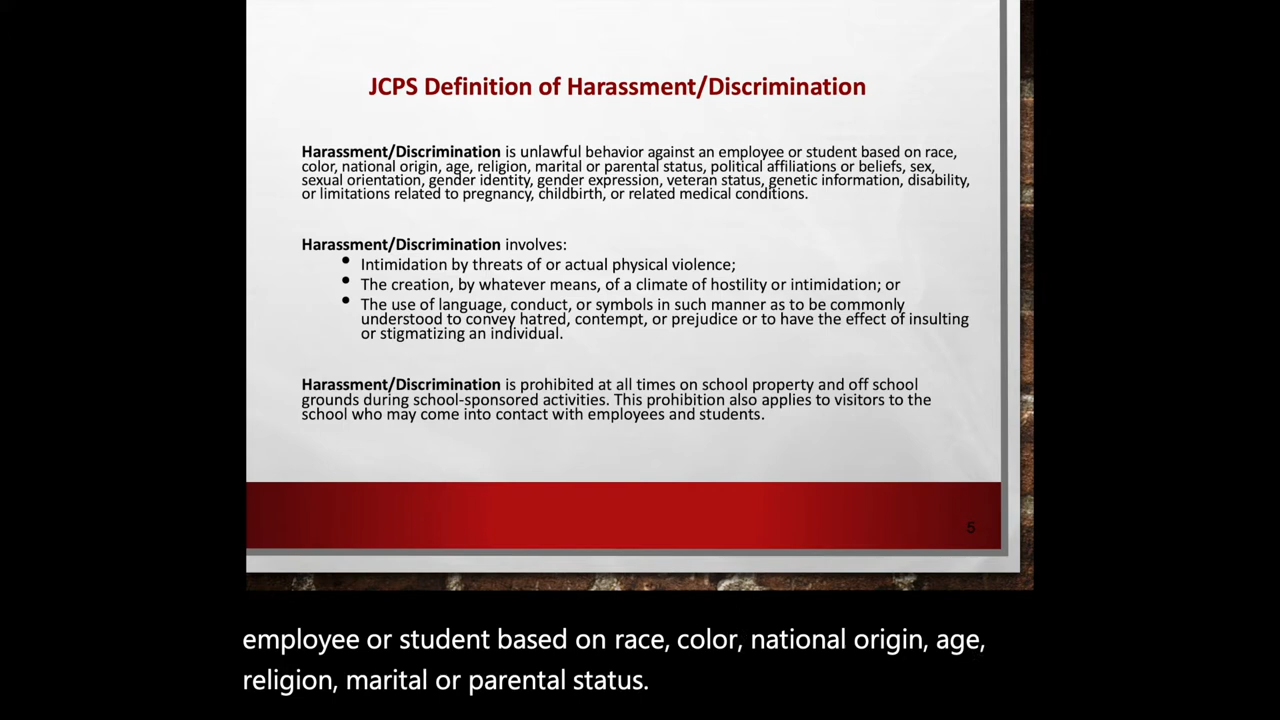 JCPS Definition of Harassment/Discrimination
Harassment/Discrimination is unlawful behavior against an employee or student based on race,
color, national origin, age, religion, marital or parental status, political affiliations or beliefs, sex,
sexual orientation, gender identity, gender expression, veteran status, genetic information, disability,
or limitations related to pregnancy, childbirth, or related medical conditions.
Harassment/Discrimination involves:
• Intimidation by threats of or actual physical violence;
• The creation, by whatever means, of a climate of hostility or intimidation; or
• The use of language, conduct, or symbols in such manner as to be commonly
understood to convey hatred, contempt, or prejudice or to have the effect of insulting
or stigmatizing an individual.
Harassment/Discrimination is prohibited at all times on school property and off school
grounds during school-sponsored activities. This prohibition also applies to visitors to the
school who may come into contact with employees and students.
5
employee or student based on race, color, national origin, age,
religion, marital or parental status.